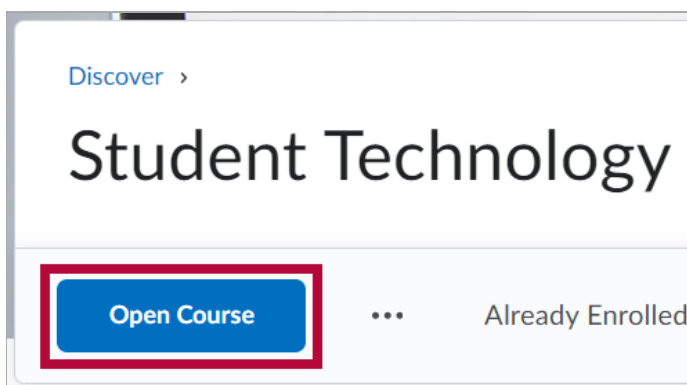 Discover ›
Student Technology
Open Course ••• Already Enrolled